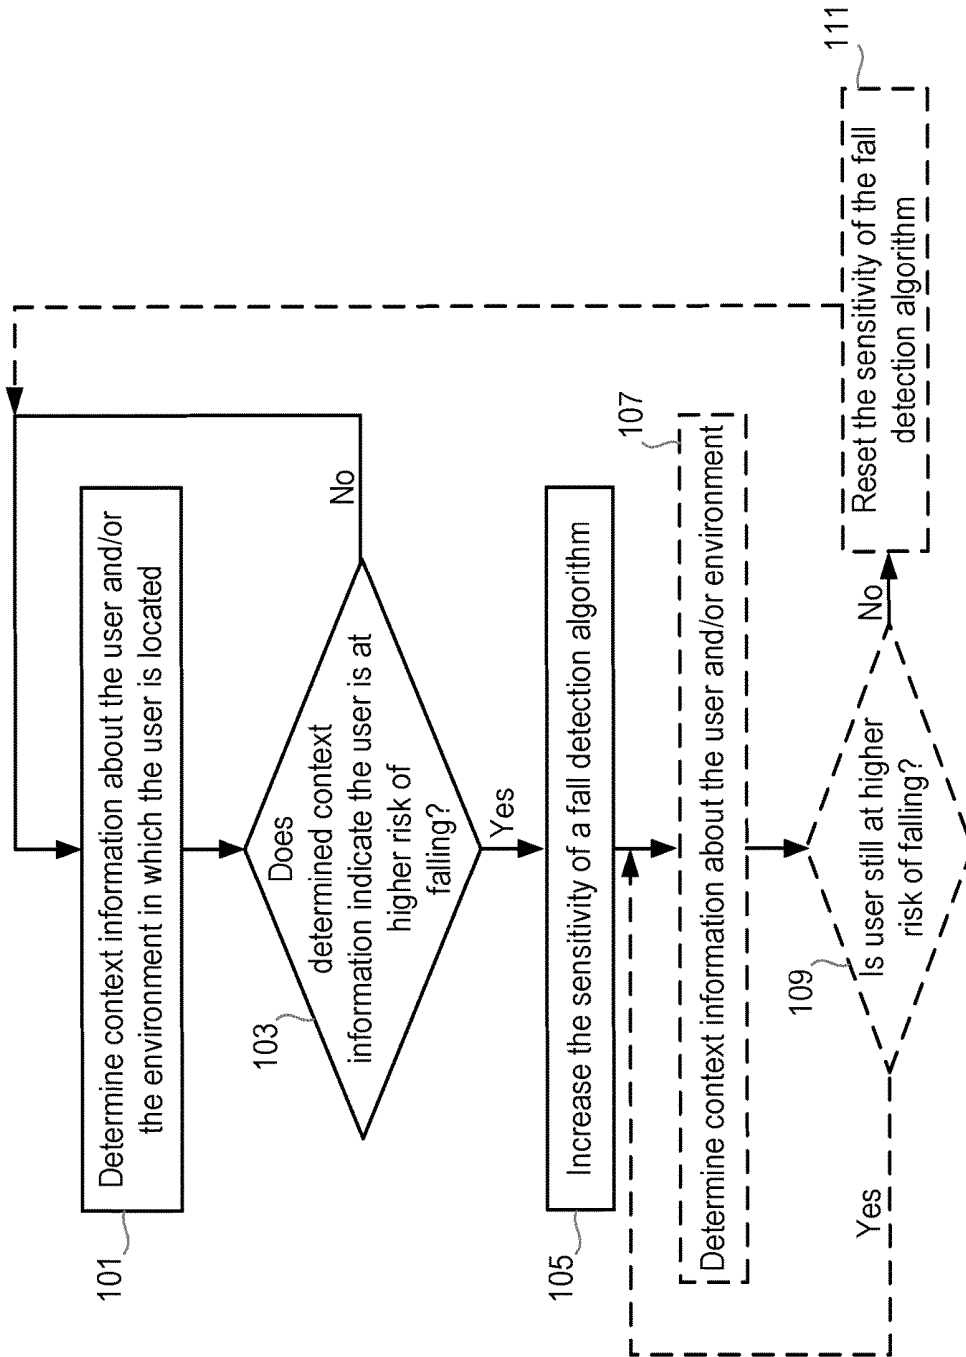 101
Determine context information about the user and/or
the environment in which the user is located
103
Does
determined context
information indicate the user is at
higher risk of
falling?
No
Yes
105
Increase the sensitivity of a fall detection algorithm
107
Determine context information about the user and/or environment
109
Is user still at higher
risk of falling?
Yes
No
111
Reset the sensitivity of the fall
detection algorithm